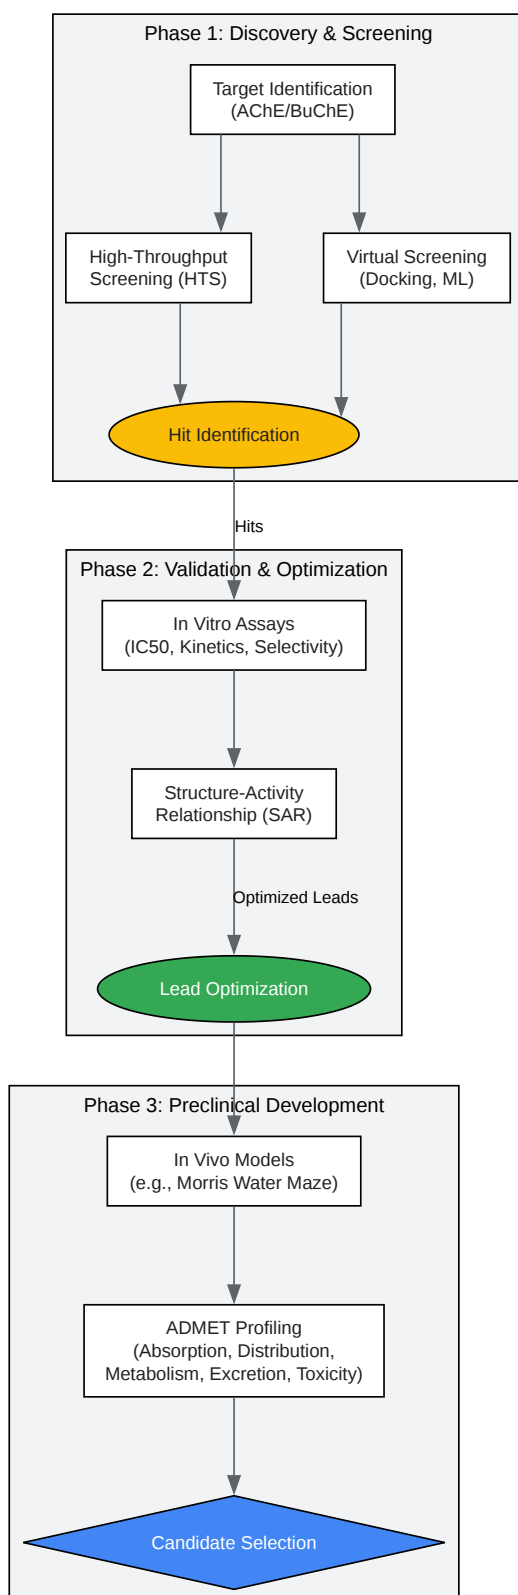 Phase 1: Discovery & Screening
Target Identification
(AChE/BuChE)
High-Throughput
Screening (HTS)
Virtual Screening
(Docking, ML)
Hit Identification
Hits
Phase 2: Validation & Optimization
In Vitro Assays
(IC50, Kinetics, Selectivity)
Structure-Activity
Relationship (SAR)
Optimized Leads
Lead Optimization
Phase 3: Preclinical Development
In Vivo Models
(e.g., Morris Water Maze)
ADMET Profiling
(Absorption, Distribution,
Metabolism, Excretion, Toxicity)
Candidate Selection